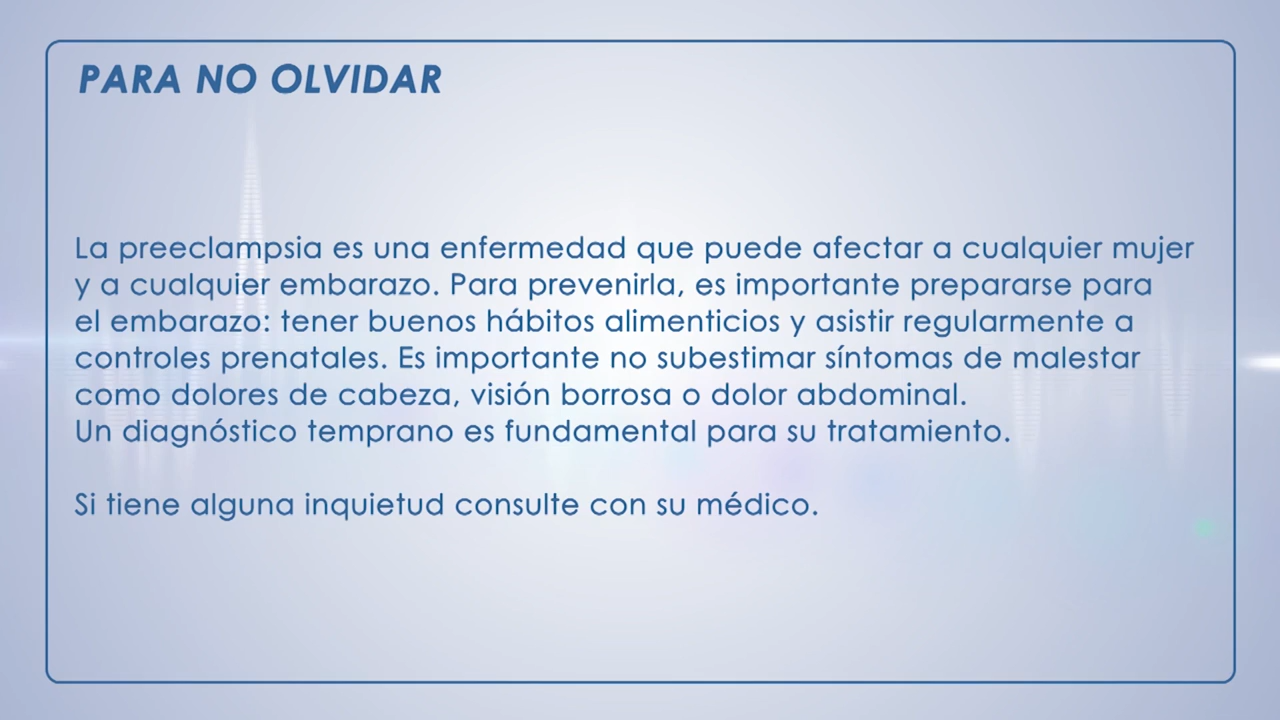 PARA NO OLVIDAR
La preeclampsia es una enfermedad que puede afectar a cualquier mujer
y a cualquier embarazo. Para prevenirla, es importante prepararse para
el embarazo: tener buenos hábitos alimenticios y asistir regularmente a
controles prenatales. Es importante no subestimar síntomas de malestar
como dolores de cabeza, visión borrosa o dolor abdominal.
Un diagnóstico temprano es fundamental para su tratamiento.
Si tiene alguna inquietud consulte con su médico.